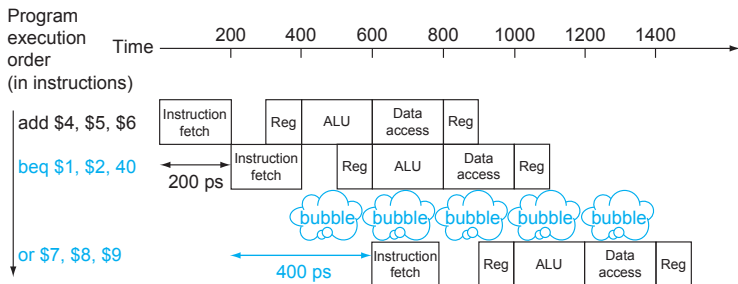 Program
execution
order
(in instructions)
Time
200 400 600 800 1000 1200 1400
add $4, $5, $6
Instruction
fetch
Reg
ALU
Data
access
Reg
beq $1, $2, 40
200 ps
Instruction
fetch
Reg
ALU
Data
access
Reg
bubble bubble bubble bubble bubble
or $7, $8, $9
400 ps
Instruction
fetch
Reg
ALU
Data
access
Reg